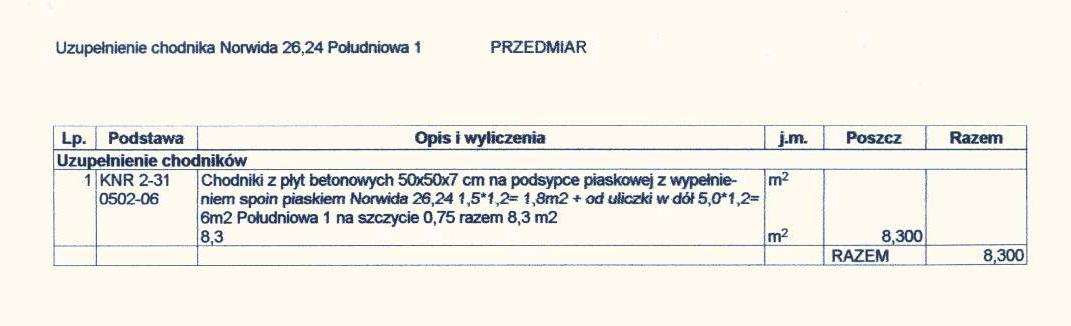 Uzupełnienie chodnika Norwida 26,24 Południowa 1 PRZEDMIAR
Lp. Podstawa Opis i wyliczenia j.m. Poszcz Razem
Uzupełnienie chodników
1 KNR 2-31 Chodniki z płyt betonowych 50x50x7 cm na podsypce piaskowej z wypełnie- m²
0502-06 niem spoin piaskiem Norwida 26,24 1,5*1,2= 1,8m2 + od uliczki w dół 5,0*1,2=
6m2 Południowa 1 na szczycie 0,75 razem 8,3 m2
8,3 m² 8,300
RAZEM 8,300